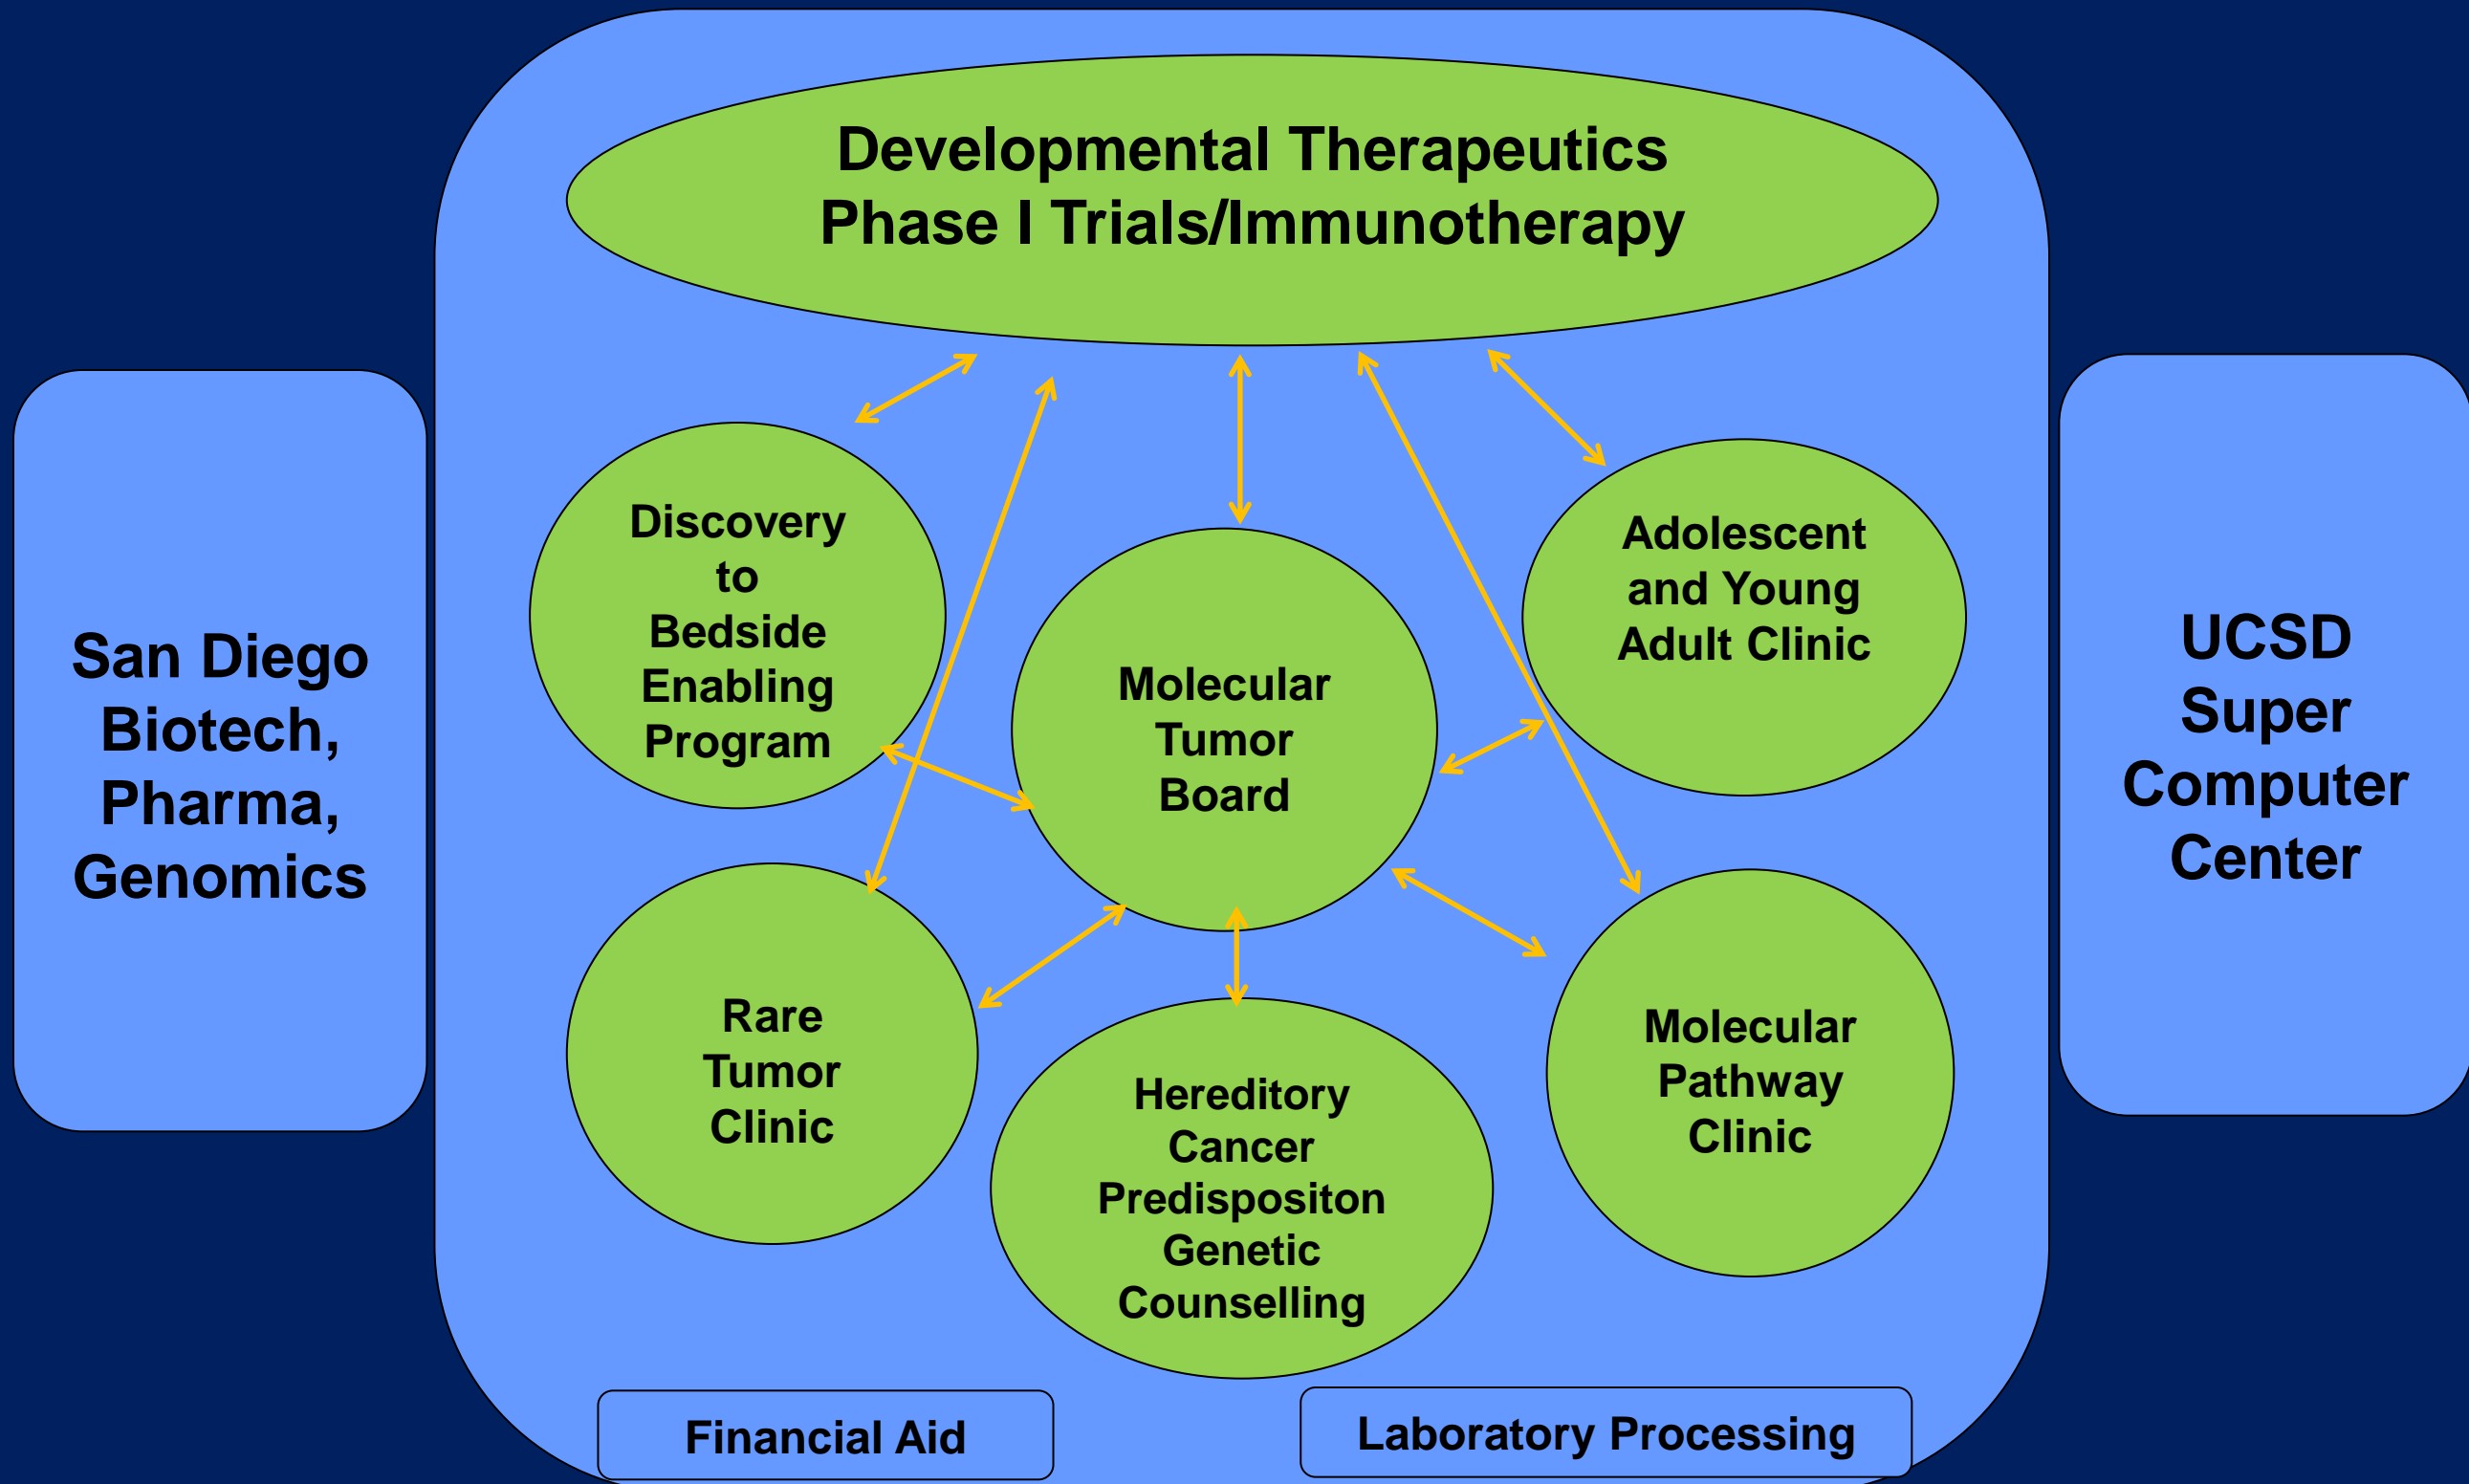 Developmental Therapeutics
Phase I Trials/Immunotherapy
San Diego
Biotech,
Pharma,
Genomics
Discovery
to
Bedside
Enabling
Program
Molecular
Tumor
Board
Adolescent
and Young
Adult Clinic
UCSD
Super
Computer
Center
Rare
Tumor
Clinic
Hereditory
Cancer
Predispositon
Genetic
Counselling
Molecular
Pathway
Clinic
Financial Aid
Laboratory Processing